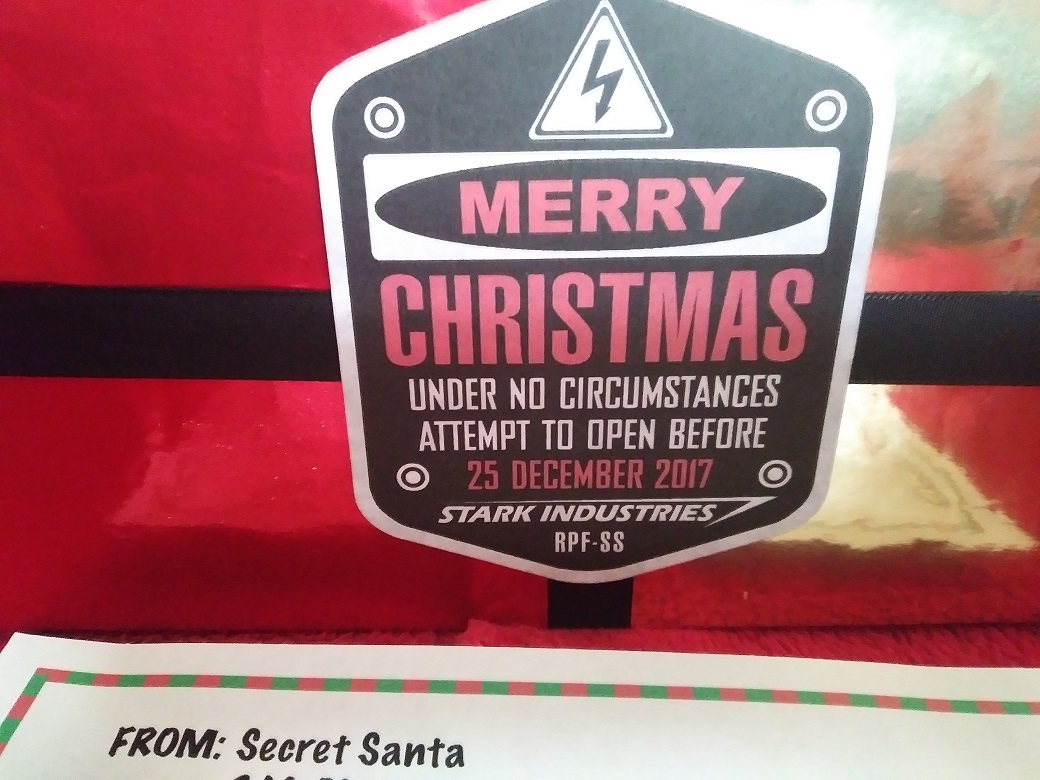 MERRY
CHRISTMAS
UNDER NO CIRCUMSTANCES
ATTEMPT TO OPEN BEFORE
25 DECEMBER 2017
STARK INDUSTRIES
RPF-SS
FROM: Secret Santa